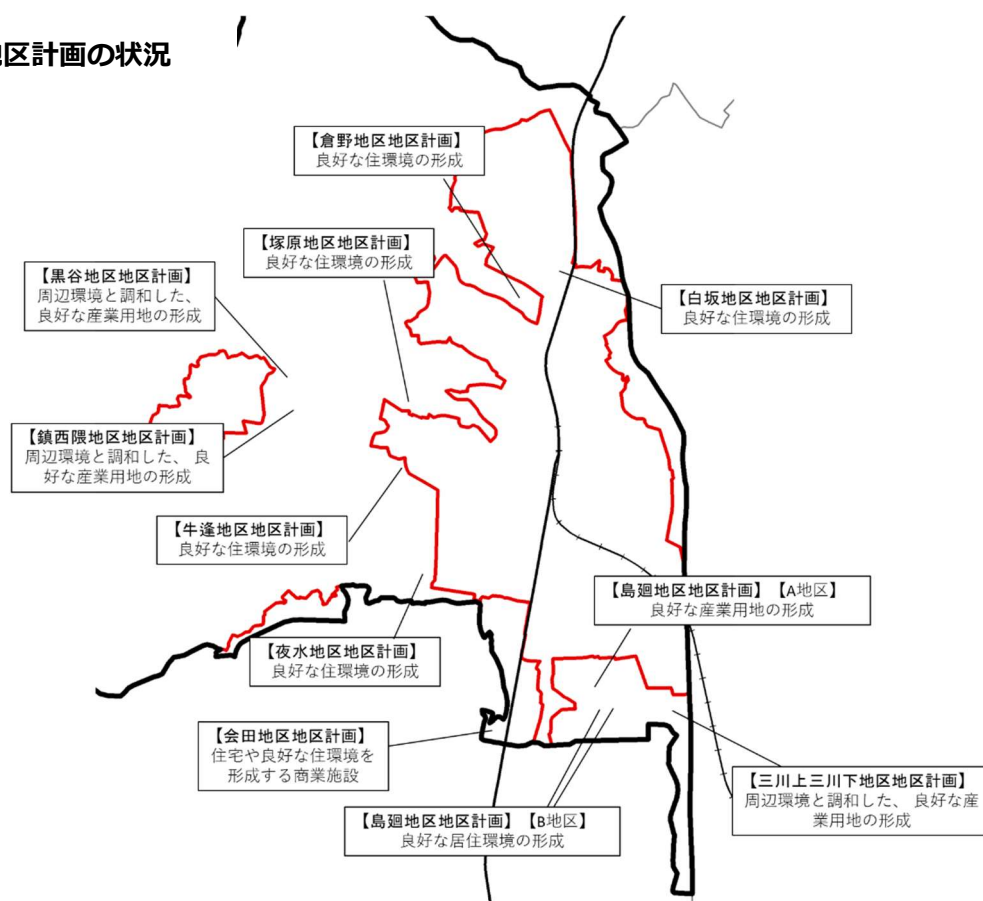 区計画の状況
【倉野地区地区計画】
良好な住環境の形成
【塚原地区地区計画】
良好な住環境の形成
【黒谷地区地区計画】
周辺環境と調和した、
良好な産業用地の形成
【白坂地区地区計画】
良好な住環境の形成
【鎮西隈地区地区計画】
周辺環境と調和した、 良
好な産業用地の形成
【牛逢地区地区計画】
良好な住環境の形成
【島廻地区地区計画】【A地区】
良好な産業用地の形成
【夜水地区地区計画】
良好な住環境の形成
【会田地区地区計画】
住宅や良好な住環境を
形成する商業施設
【三川上三川下地区地区計画】
周辺環境と調和した、 良好な産
業用地の形成
【島廻地区地区計画】【B地区】
良好な居住環境の形成